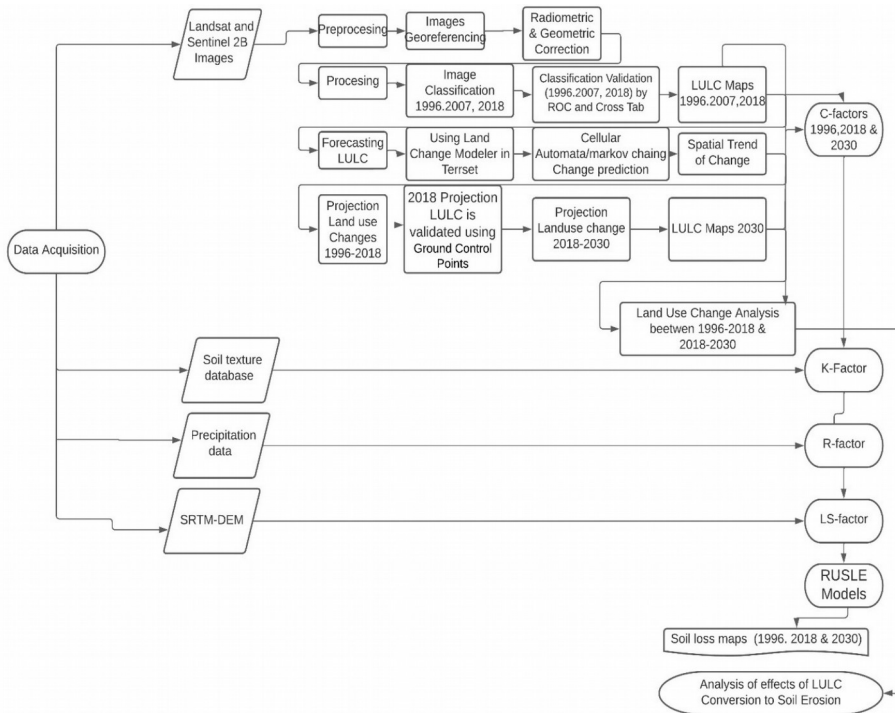 Landsat and
Sentinel 2B
Images
Preprocesing
Images
Georeferencing
Radiometric
& Geometric
Correction
Procesing
Image
Classification
1996.2007, 2018
Classification Validation
(1996.2007, 2018) by
ROC and Cross Tab
LULC Maps
1996.2007,2018
C-factors
1996,2018 &
2030
Forecasting
LULC
Using Land
Change Modeler in
Terrset
Cellular
Automata/markov chaing
Change prediction
Spatial Trend
of Change
Projection
Land use
Changes
1996-2018
2018 Projection
LULC is
validated using
Ground Control
Points
Projection
Landuse change
2018-2030
LULC Maps 2030
Data Acquisition
Land Use Change Analysis
beetwen 1996-2018 &
2018-2030
Soil texture
database
K-Factor
Precipitation
data
R-factor
SRTM-DEM
LS-factor
RUSLE
Models
Soil loss maps (1996. 2018 & 2030)
Analysis of effects of LULC
Conversion to Soil Erosion